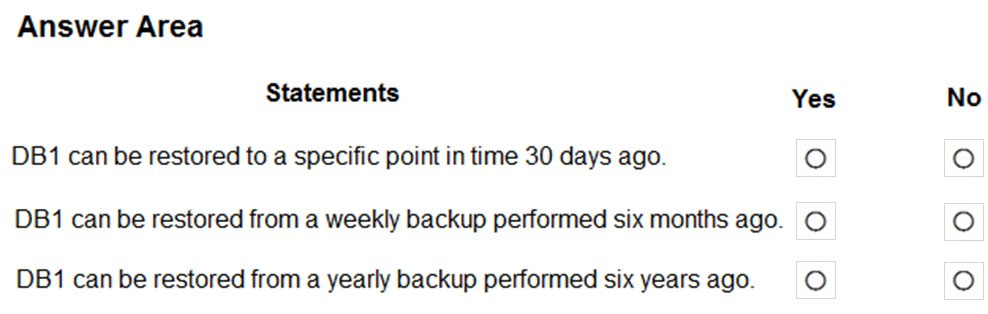 Answer Area
Statements Yes No
DB1 can be restored to a specific point in time 30 days ago.
DB1 can be restored from a weekly backup performed six months ago.
DB1 can be restored from a yearly backup performed six years ago.